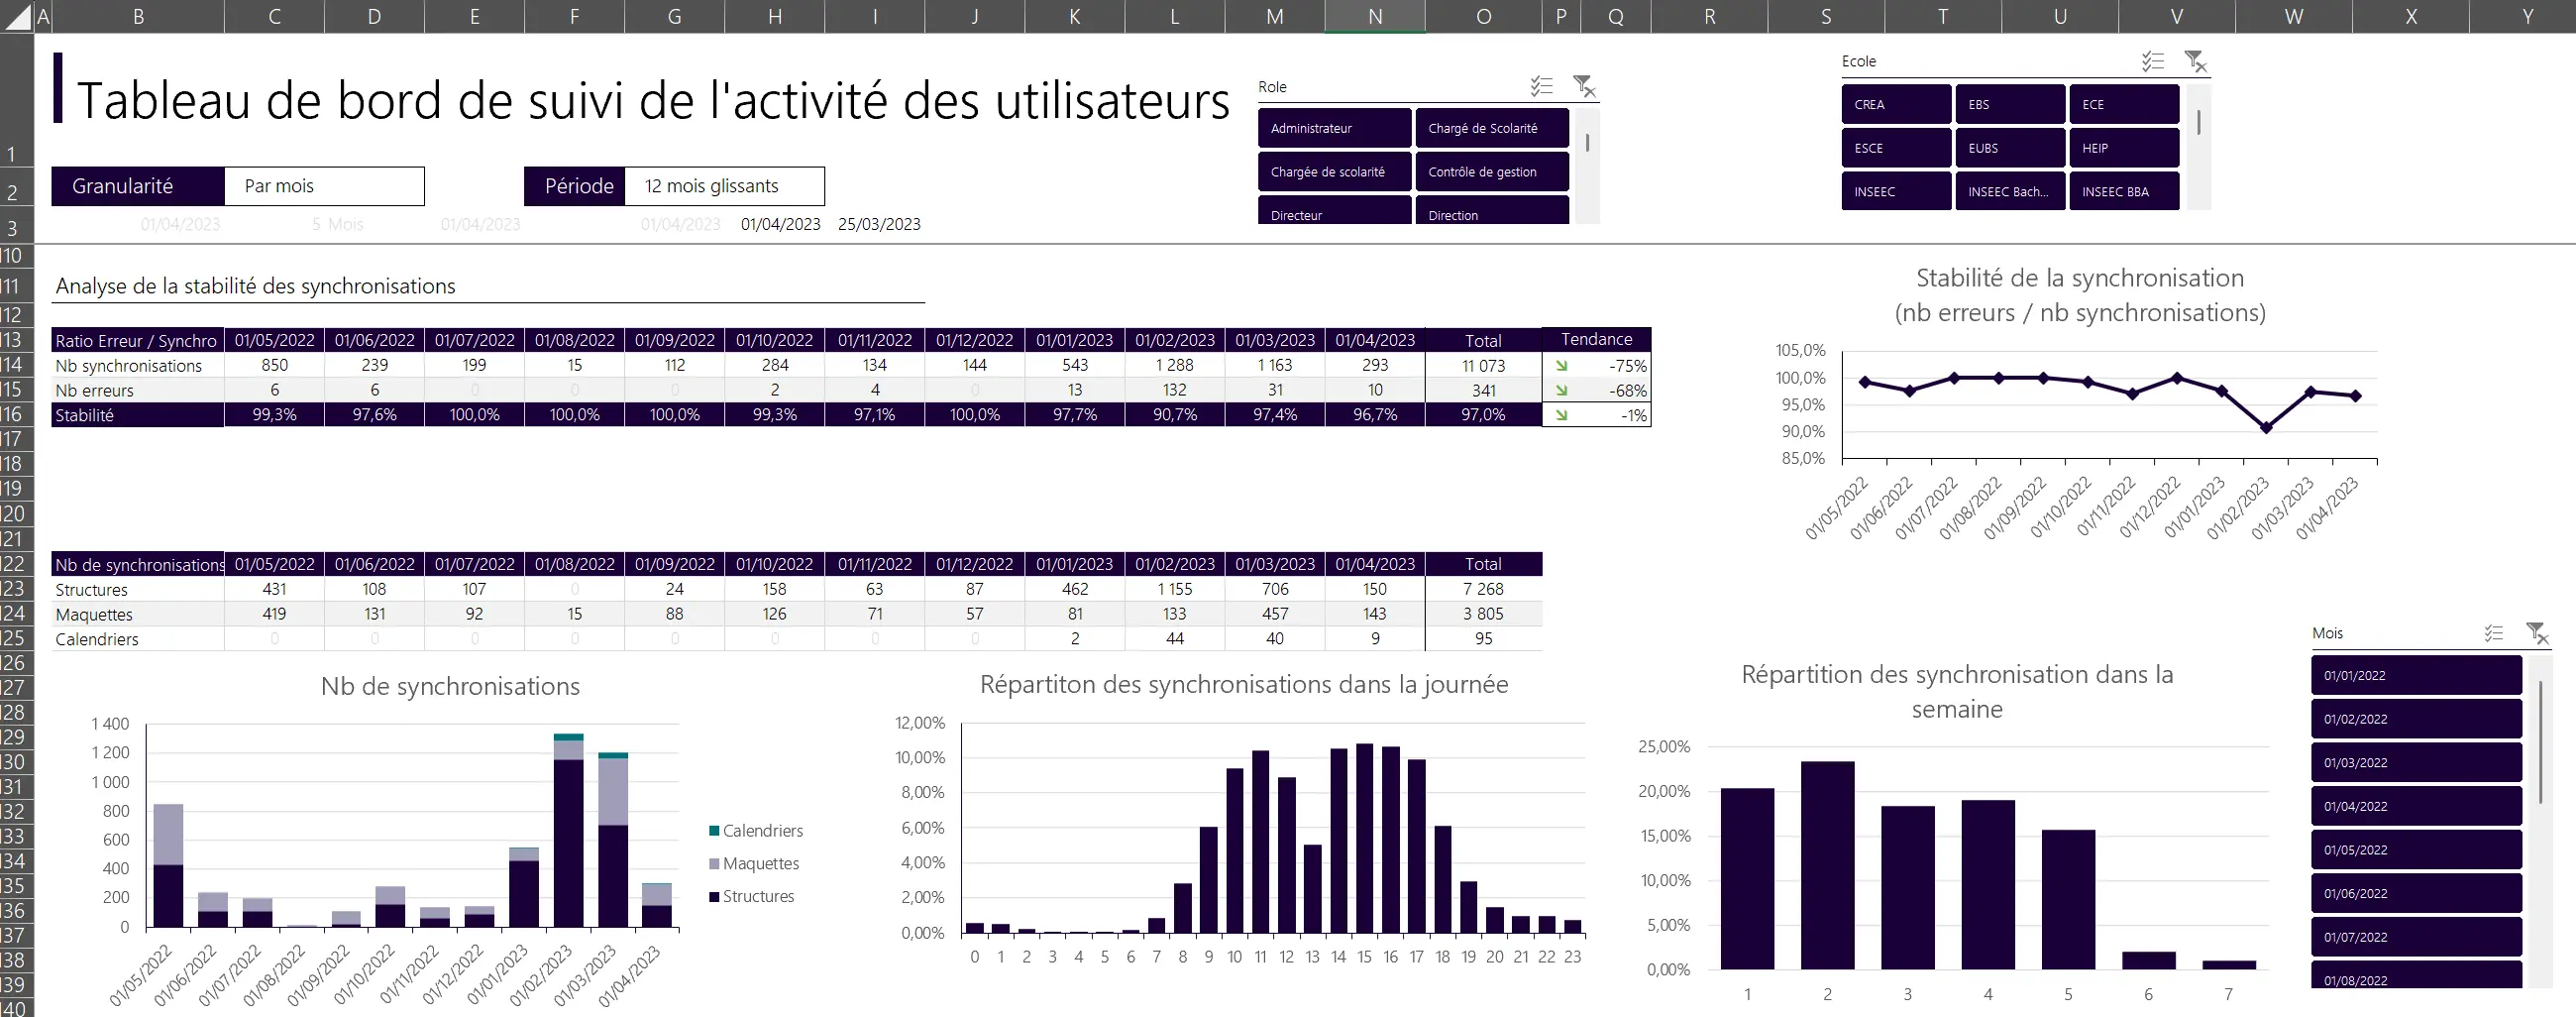 A B C D E F G H I J K L M N O P Q R S T U V W X Y
Tableau de bord de suivi de l'activité des utilisateurs
Role
Administrateur Chargé de Scolarité
Chargée de scolarité Contrôle de gestion
Directeur Direction
Ecole
CREA EBS ECE
ESCE EUBS HEIP
INSEEC INSEEC Bach... INSEEC BBA
1
2 Granularité Par mois Période 12 mois glissants
3 01/04/2023 5 Mois 01/04/2023 01/04/2023 01/04/2023 25/03/2023
110
111 Analyse de la stabilité des synchronisations
112
113 Ratio Erreur / Synchro 01/05/2022 01/06/2022 01/07/2022 01/08/2022 01/09/2022 01/10/2022 01/11/2022 01/12/2022 01/01/2023 01/02/2023 01/03/2023 01/04/2023 Total Tendance
114 Nb synchronisations 850 239 199 15 112 284 134 144 543 1 288 1 163 293 11 073 -75%
115 Nb erreurs 6 6 0 0 0 2 4 0 13 132 31 10 341 -68%
116 Stabilité 99,3% 97,6% 100,0% 100,0% 100,0% 99,3% 97,1% 100,0% 97,7% 90,7% 97,4% 96,7% 97,0% -1%
117
118
119
120
121
Stabilité de la synchronisation
(nb erreurs / nb synchronisations)
105,0%
100,0%
95,0%
90,0%
85,0%
01/05/2022 01/06/2022 01/07/2022 01/08/2022 01/09/2022 01/10/2022 01/11/2022 01/12/2022 01/01/2023 01/02/2023 01/03/2023 01/04/2023
122 Nb de synchronisations 01/05/2022 01/06/2022 01/07/2022 01/08/2022 01/09/2022 01/10/2022 01/11/2022 01/12/2022 01/01/2023 01/02/2023 01/03/2023 01/04/2023 Total
123 Structures 431 108 107 0 24 158 63 87 462 1 155 706 150 7 268
124 Maquettes 419 131 92 15 88 126 71 57 81 133 457 143 3 805
125 Calendriers 0 0 0 0 0 0 0 0 2 44 40 9 95
126
127
128
129
130
131
132
133
134
135
136
137
138
139
140
Nb de synchronisations
1 400
1 200
1 000
800
600
400
200
0
01/05/2022 01/06/2022 01/07/2022 01/08/2022 01/09/2022 01/10/2022 01/11/2022 01/12/2022 01/01/2023 01/02/2023 01/03/2023 01/04/2023
Calendriers
Maquettes
Structures
Répartiton des synchronisations dans la journée
12,00%
10,00%
8,00%
6,00%
4,00%
2,00%
0,00%
0 1 2 3 4 5 6 7 8 9 10 11 12 13 14 15 16 17 18 19 20 21 22 23
Répartition des synchronisation dans la
semaine
25,00%
20,00%
15,00%
10,00%
5,00%
0,00%
1 2 3 4 5 6 7
Mois
01/01/2022
01/02/2022
01/03/2022
01/04/2022
01/05/2022
01/06/2022
01/07/2022
01/08/2022